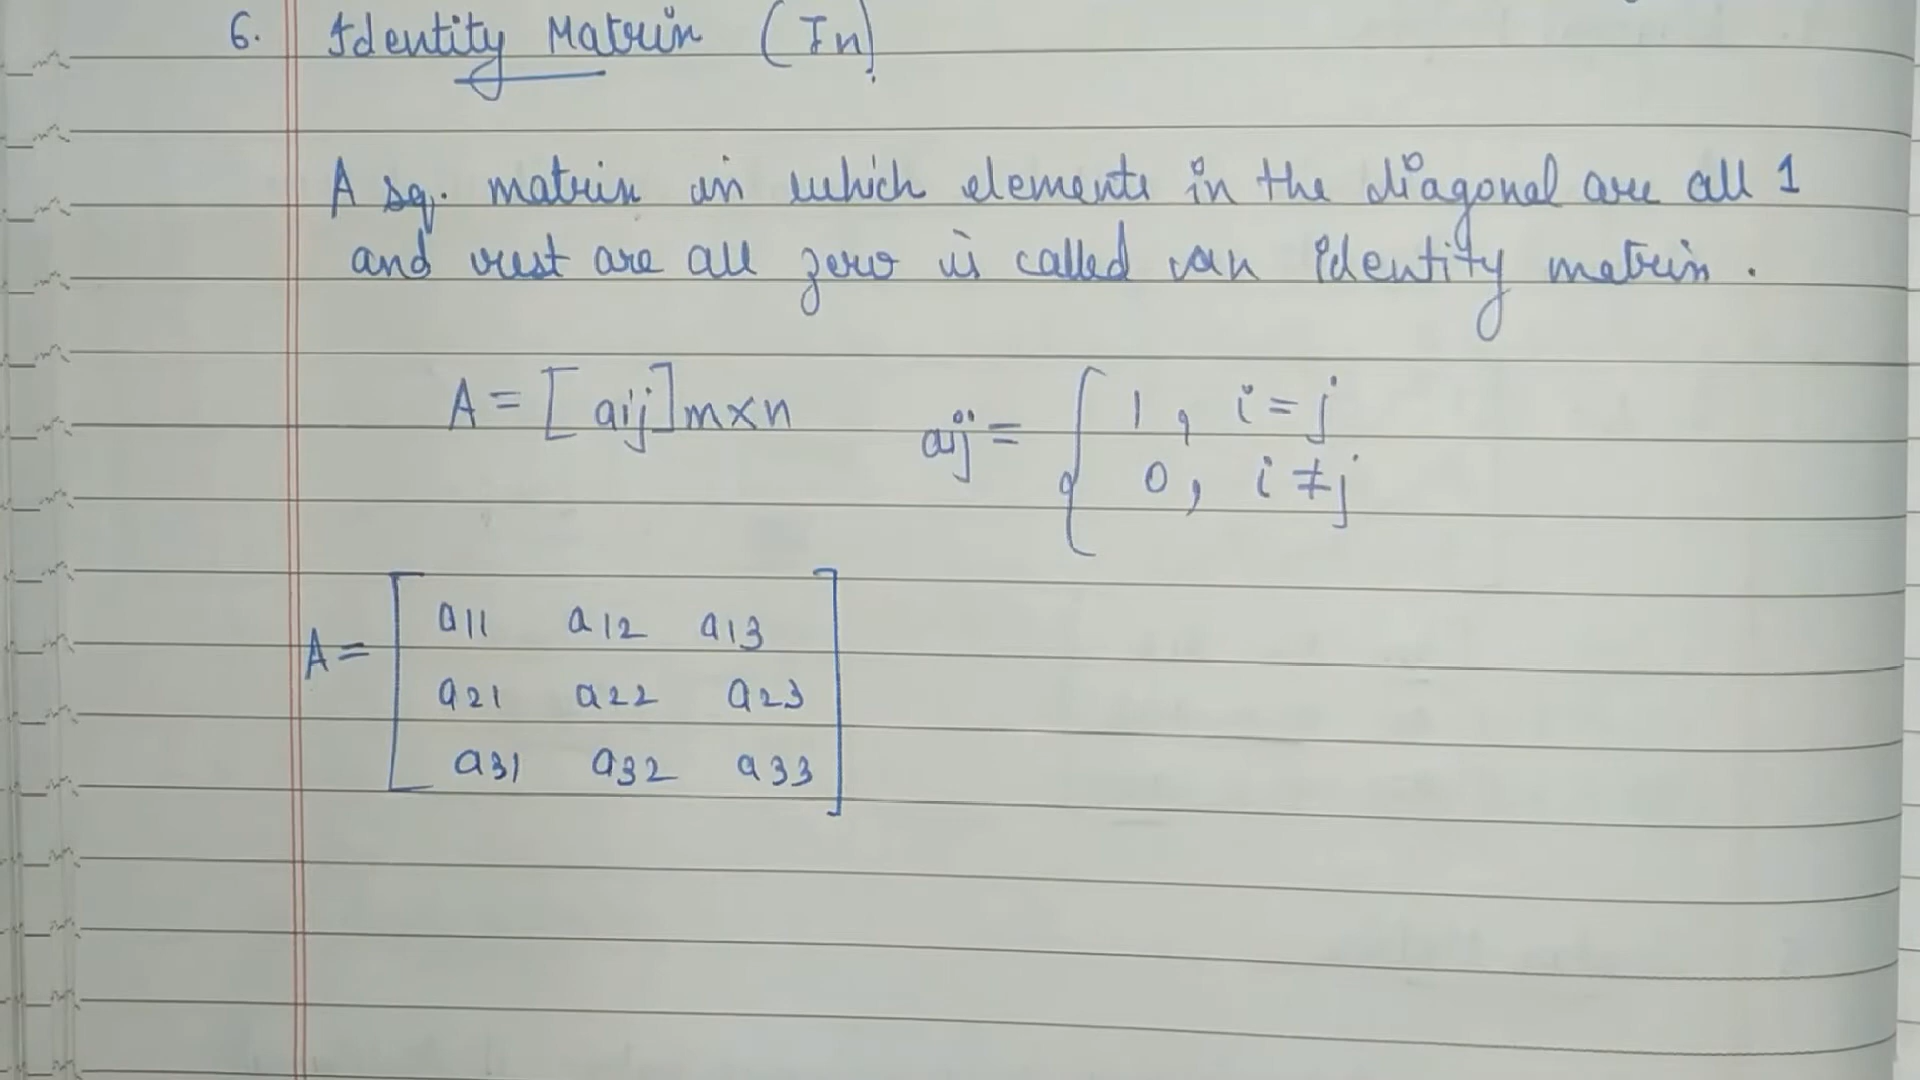 6. Identity Matrix (In)
A sq. matrix in which elements in the diagonal are all 1
and rest are all zero is called an identity matrix.
A = [aij]m×n aij = { 1, i = j
0, i ≠ j
A = [ a11 a12 a13
a21 a22 a23
a31 a32 a33 ]